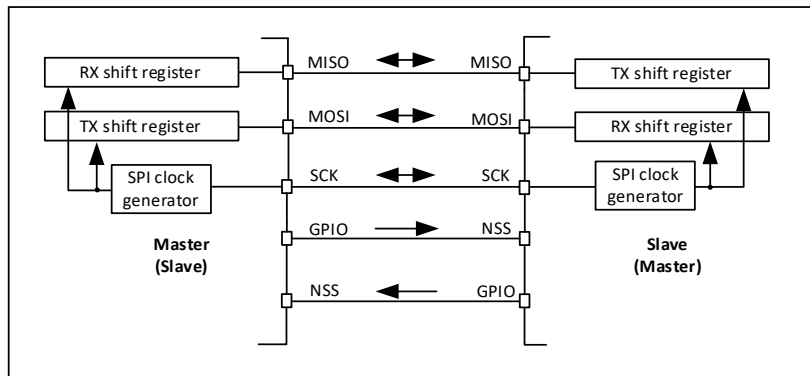 RX shift register
MISO
MISO
TX shift register
TX shift register
MOSI
MOSI
RX shift register
SPI clock
generator
SCK
SCK
SPI clock
generator
Master
(Slave)
GPIO
NSS
Slave
(Master)
NSS
GPIO